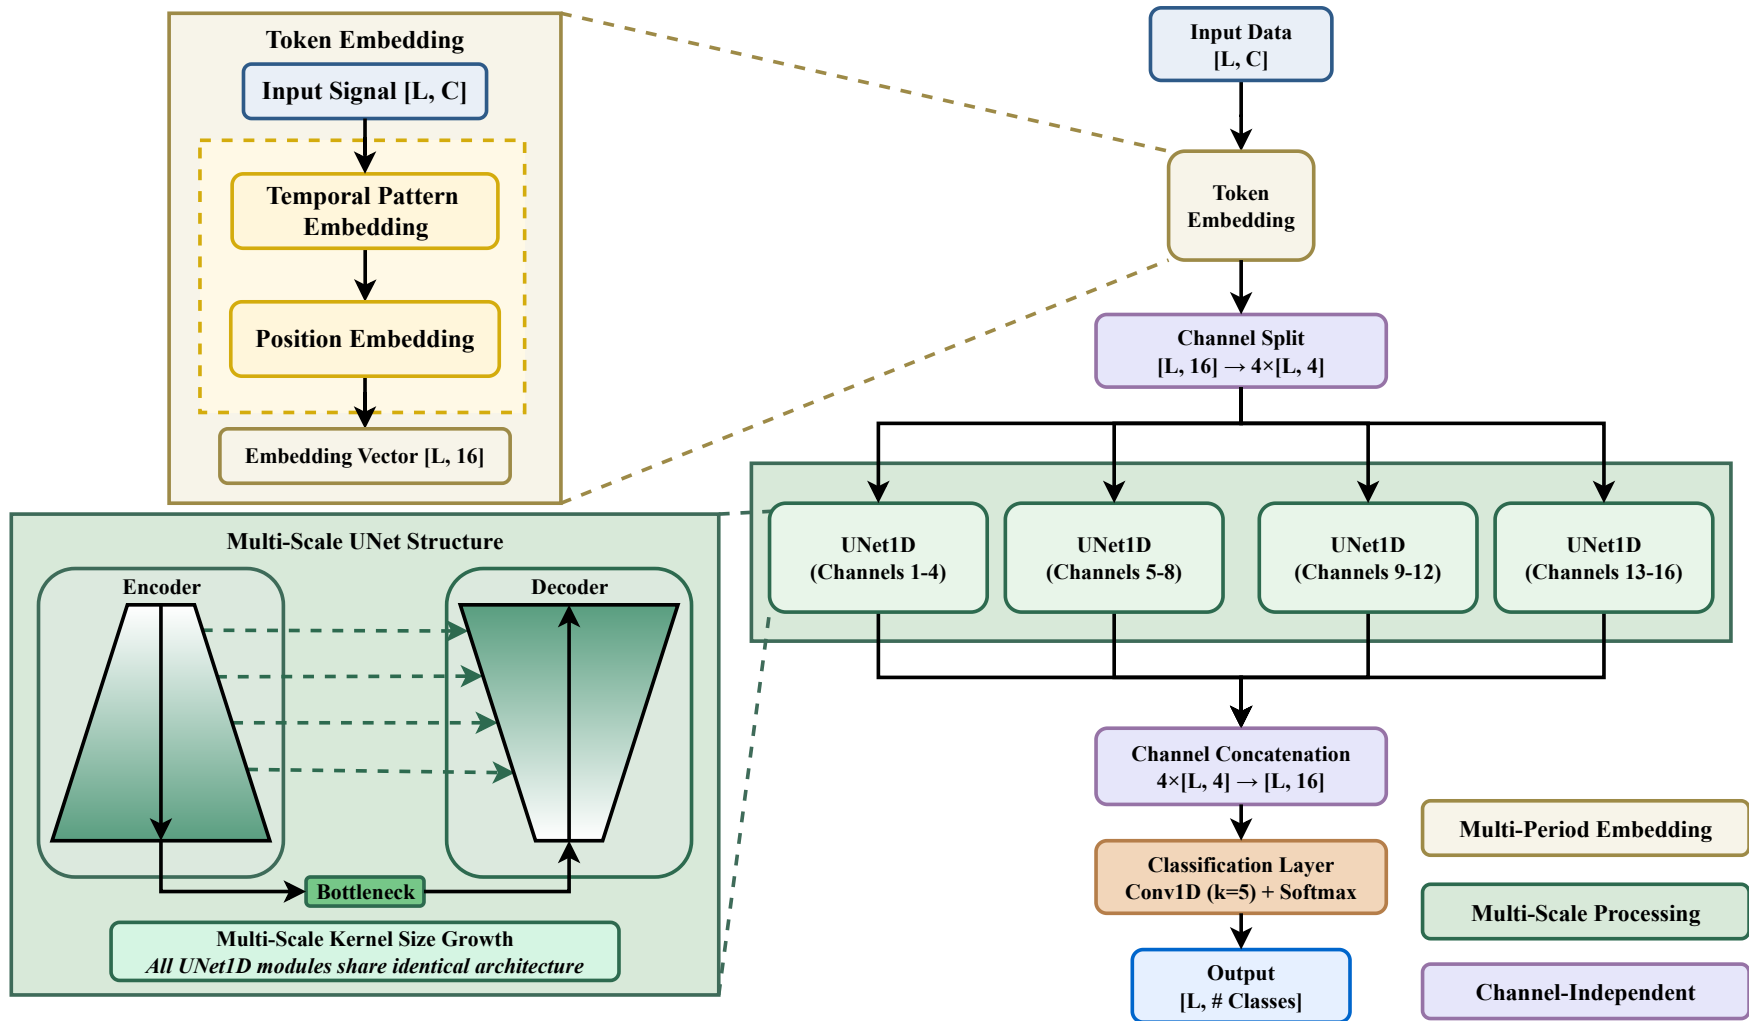 Token Embedding
Input Signal [L, C]
Temporal Pattern
Embedding
Position Embedding
Embedding Vector [L, 16]
Input Data
[L, C]
Token
Embedding
Channel Split
[L, 16] → 4×[L, 4]
UNet1D
(Channels 1-4)
UNet1D
(Channels 5-8)
UNet1D
(Channels 9-12)
UNet1D
(Channels 13-16)
Multi-Scale UNet Structure
Encoder
Decoder
Bottleneck
Multi-Scale Kernel Size Growth
All UNet1D modules share identical architecture
Channel Concatenation
4×[L, 4] → [L, 16]
Classification Layer
Conv1D (k=5) + Softmax
Output
[L, # Classes]
Multi-Period Embedding
Multi-Scale Processing
Channel-Independent